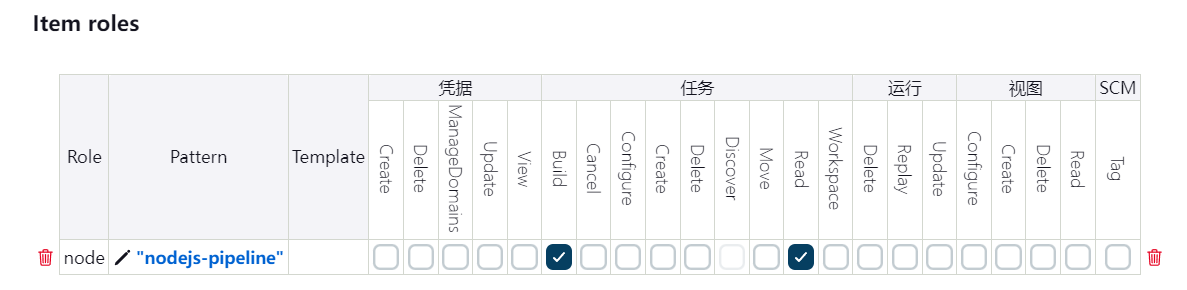 Item roles
Role Pattern Template 凭据 任务 运行 视图 SCM
Create Delete ManageDomains Update View Build Cancel Configure Create Delete Discover Move Read Workspace Delete Replay Update Configure Create Delete Read Tag
node "nodejs-pipeline"